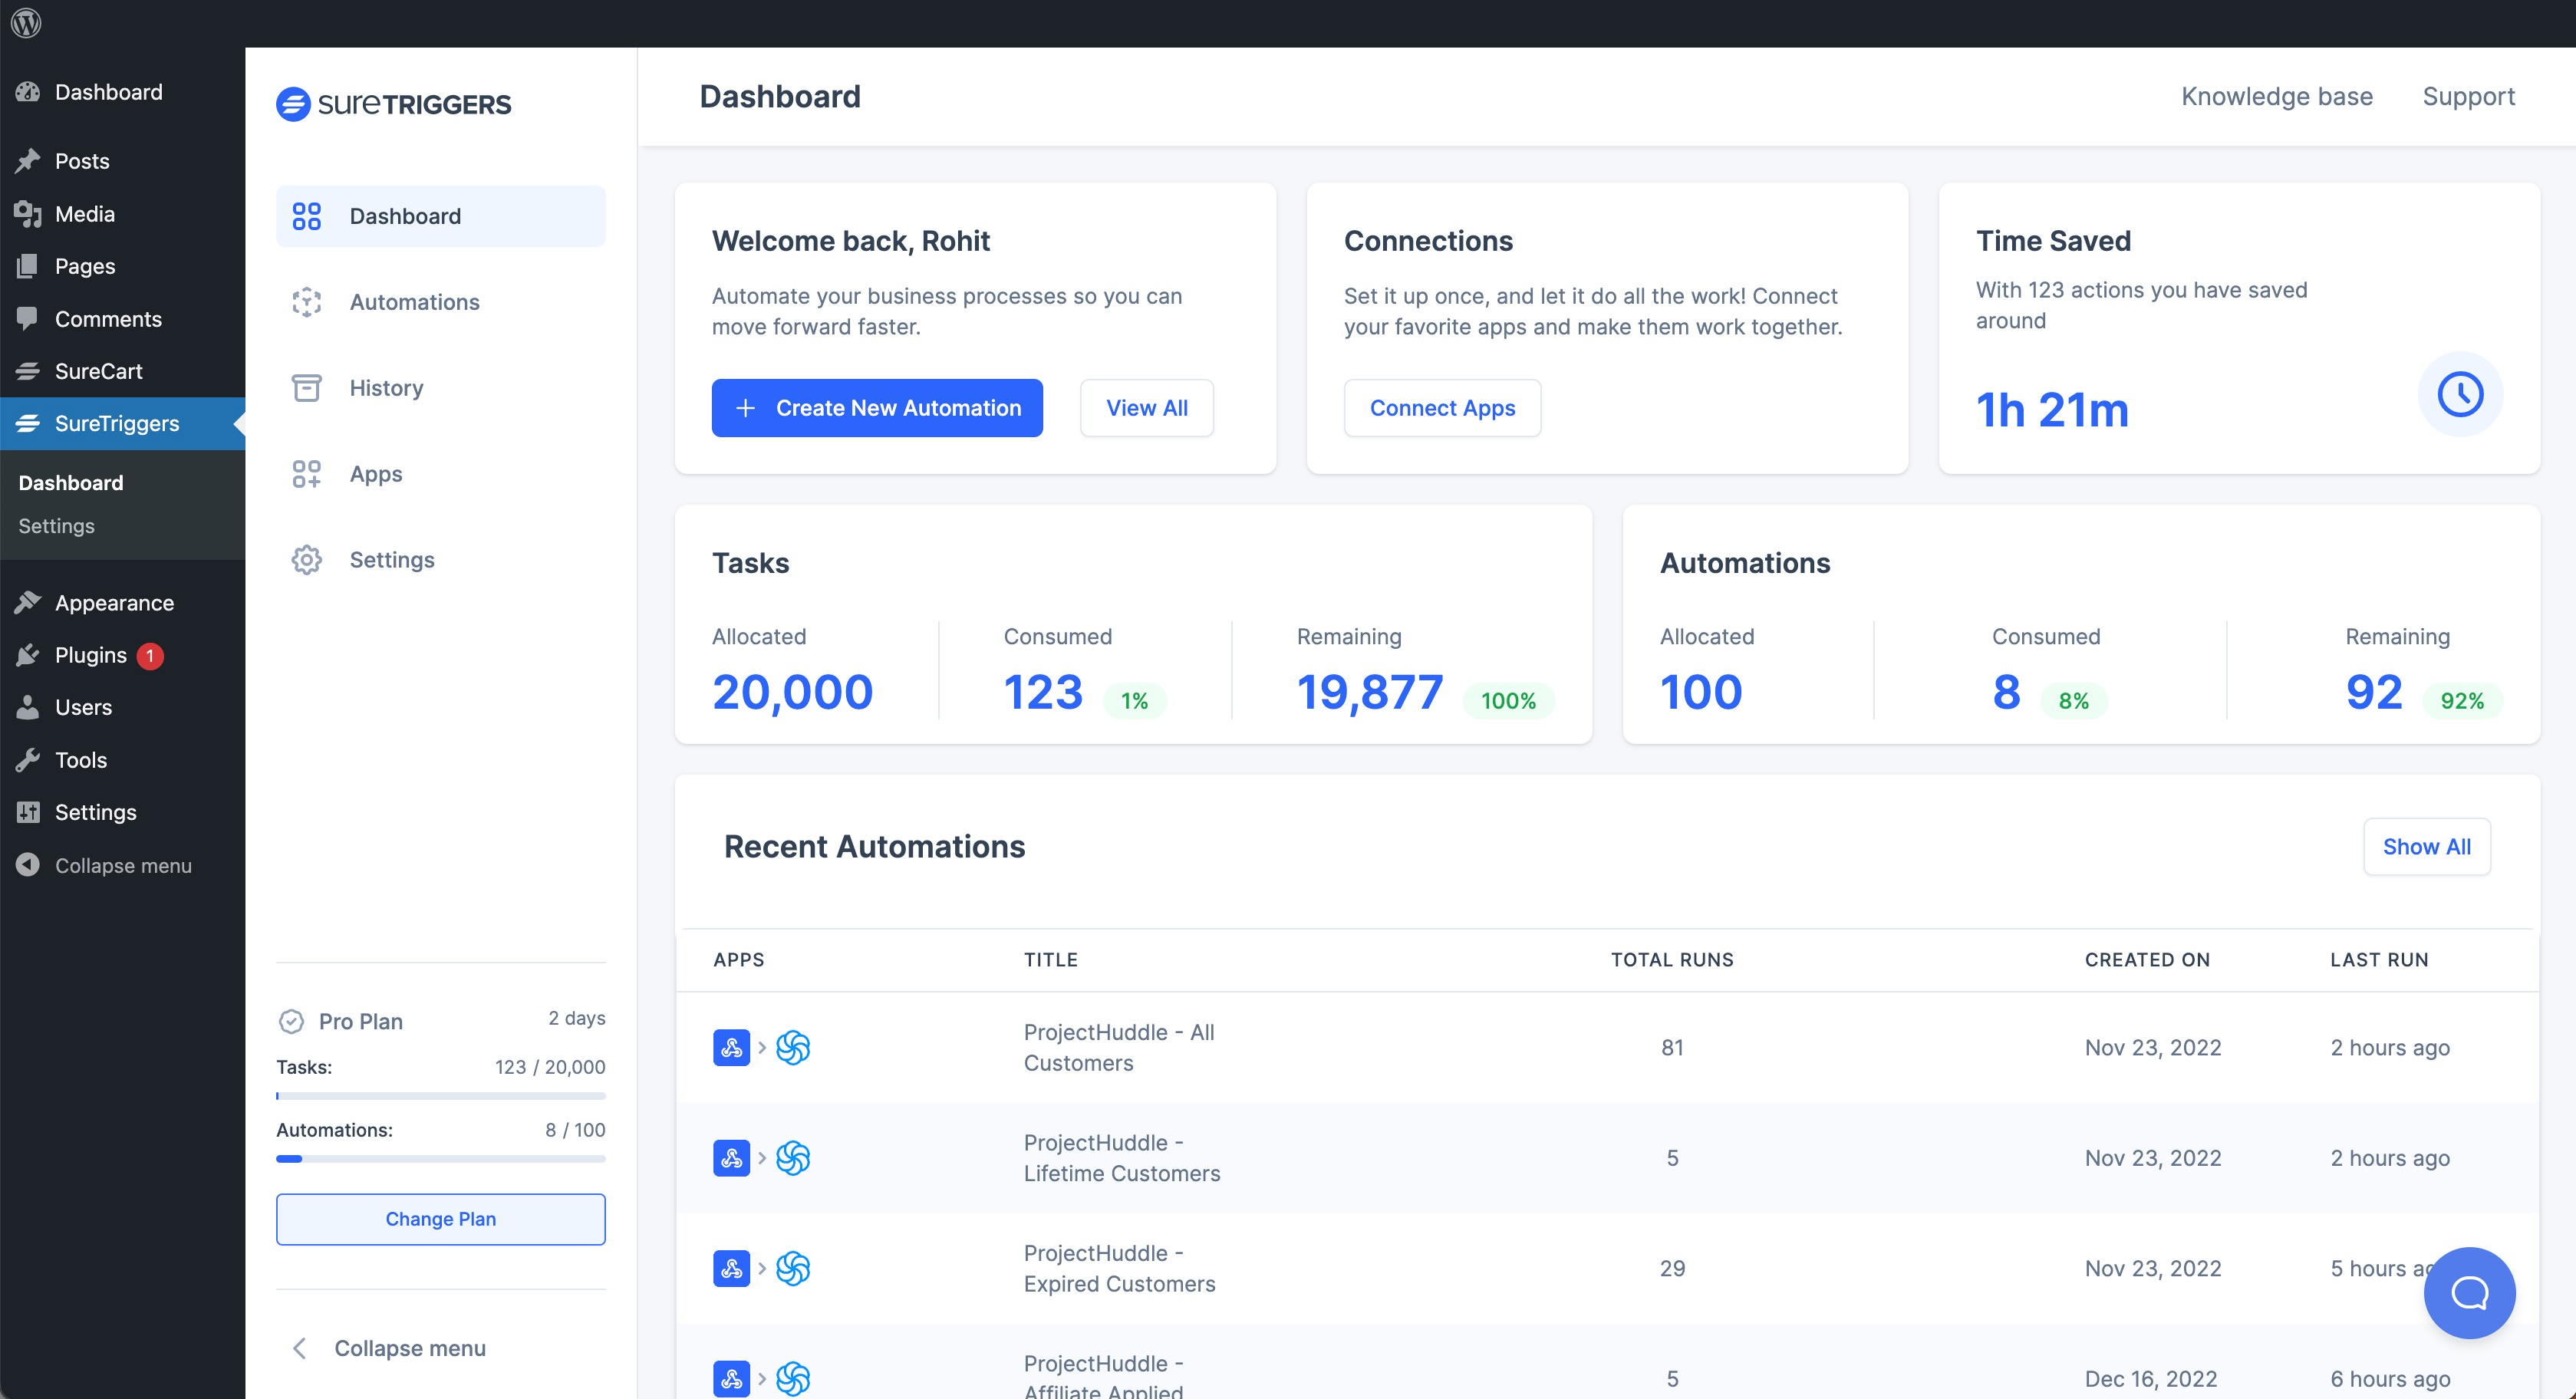 Dashboard
Posts
Media
Pages
Comments
SureCart
SureTriggers
Dashboard
Settings
Appearance
Plugins 1
Users
Tools
Settings
Collapse menu
sureTRIGGERS
Dashboard
Automations
History
Apps
Settings
Pro Plan 2 days
Tasks: 123 / 20,000
Automations: 8 / 100
Change Plan
Collapse menu
Dashboard Knowledge base Support
Welcome back, Rohit
Automate your business processes so you can
move forward faster.
Create New Automation View All
Connections
Set it up once, and let it do all the work! Connect
your favorite apps and make them work together.
Connect Apps
Time Saved
With 123 actions you have saved
around
1h 21m
Tasks
Allocated Consumed Remaining
20,000 123 1% 19,877 100%
Automations
Allocated Consumed Remaining
100 8 8% 92 92%
Recent Automations Show All
APPS TITLE TOTAL RUNS CREATED ON LAST RUN
ProjectHuddle - All
Customers
81 Nov 23, 2022 2 hours ago
ProjectHuddle -
Lifetime Customers
5 Nov 23, 2022 2 hours ago
ProjectHuddle -
Expired Customers
29 Nov 23, 2022 5 hours
ProjectHuddle -
Affiliate Applied
5 Dec 16, 2022 6 hours ago